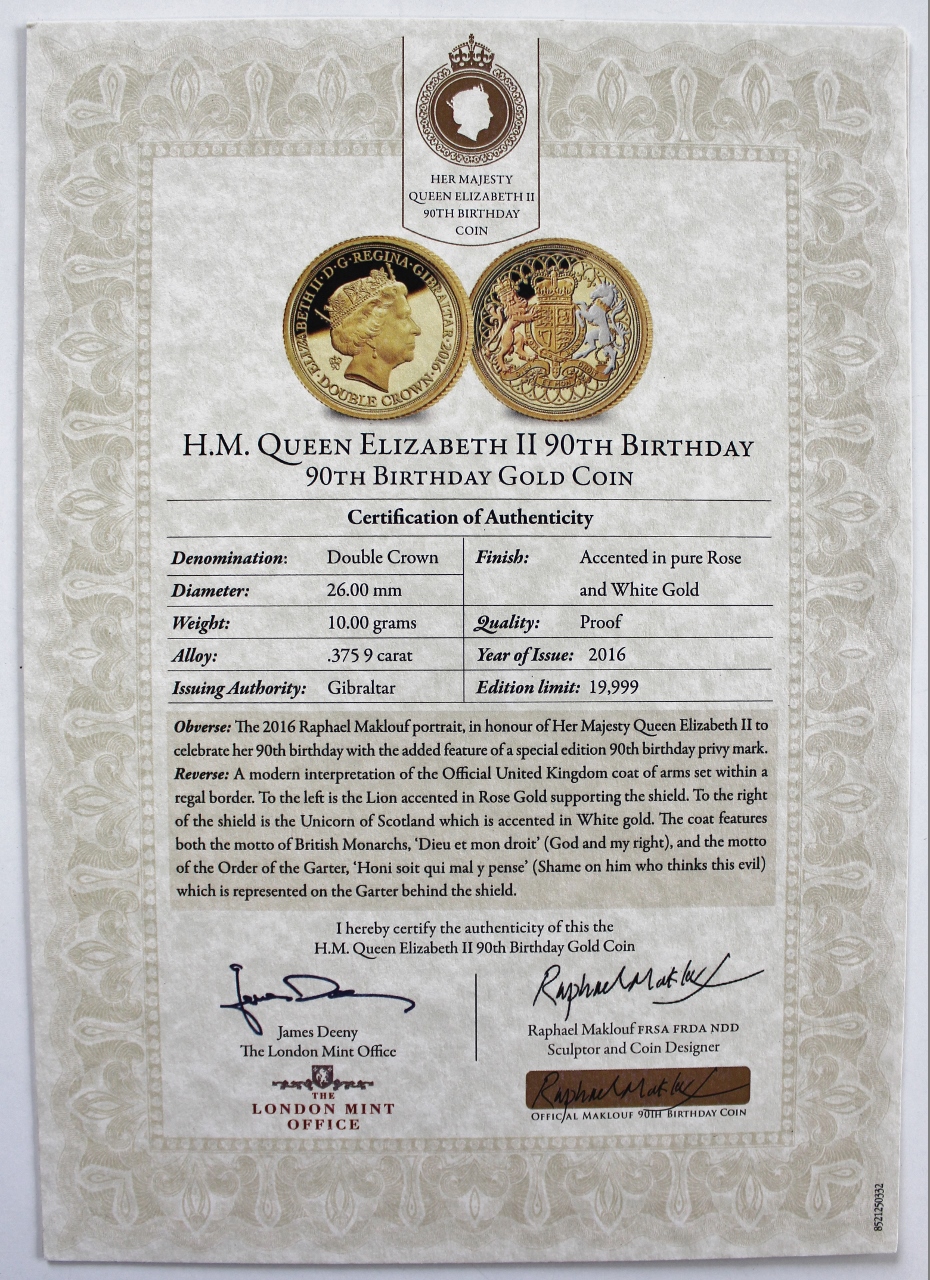 HER MAJESTY
QUEEN ELIZABETH II
90TH BIRTHDAY
COIN
ELIZABETH II·D·G·REGINA·GIBRALTAR·2016·DOUBLE CROWN·
H.M. QUEEN ELIZABETH II 90TH BIRTHDAY
90TH BIRTHDAY GOLD COIN
Certification of Authenticity
Denomination: Double Crown
Diameter: 26.00 mm
Weight: 10.00 grams
Alloy: .375 9 carat
Issuing Authority: Gibraltar
Finish: Accented in pure Rose
and White Gold
Quality: Proof
Year of Issue: 2016
Edition limit: 19,999
Obverse: The 2016 Raphael Maklouf portrait, in honour of Her Majesty Queen Elizabeth II to
celebrate her 90th birthday with the added feature of a special edition 90th birthday privy mark.
Reverse: A modern interpretation of the Official United Kingdom coat of arms set within a
regal border. To the left is the Lion accented in Rose Gold supporting the shield. To the right
of the shield is the Unicorn of Scotland which is accented in White gold. The coat features
both the motto of British Monarchs, ‘Dieu et mon droit’ (God and my right), and the motto
of the Order of the Garter, ‘Honi soit qui mal y pense’ (Shame on him who thinks this evil)
which is represented on the Garter behind the shield.
I hereby certify the authenticity of this the
H.M. Queen Elizabeth II 90th Birthday Gold Coin
James Deeny
James Deeny
The London Mint Office
THE
LONDON MINT
OFFICE
Raphael Maklouf
Raphael Maklouf FRSA FRDA NDD
Sculptor and Coin Designer
Raphael Maklouf
OFFICIAL MAKLOUF 90TH BIRTHDAY COIN
8521250332